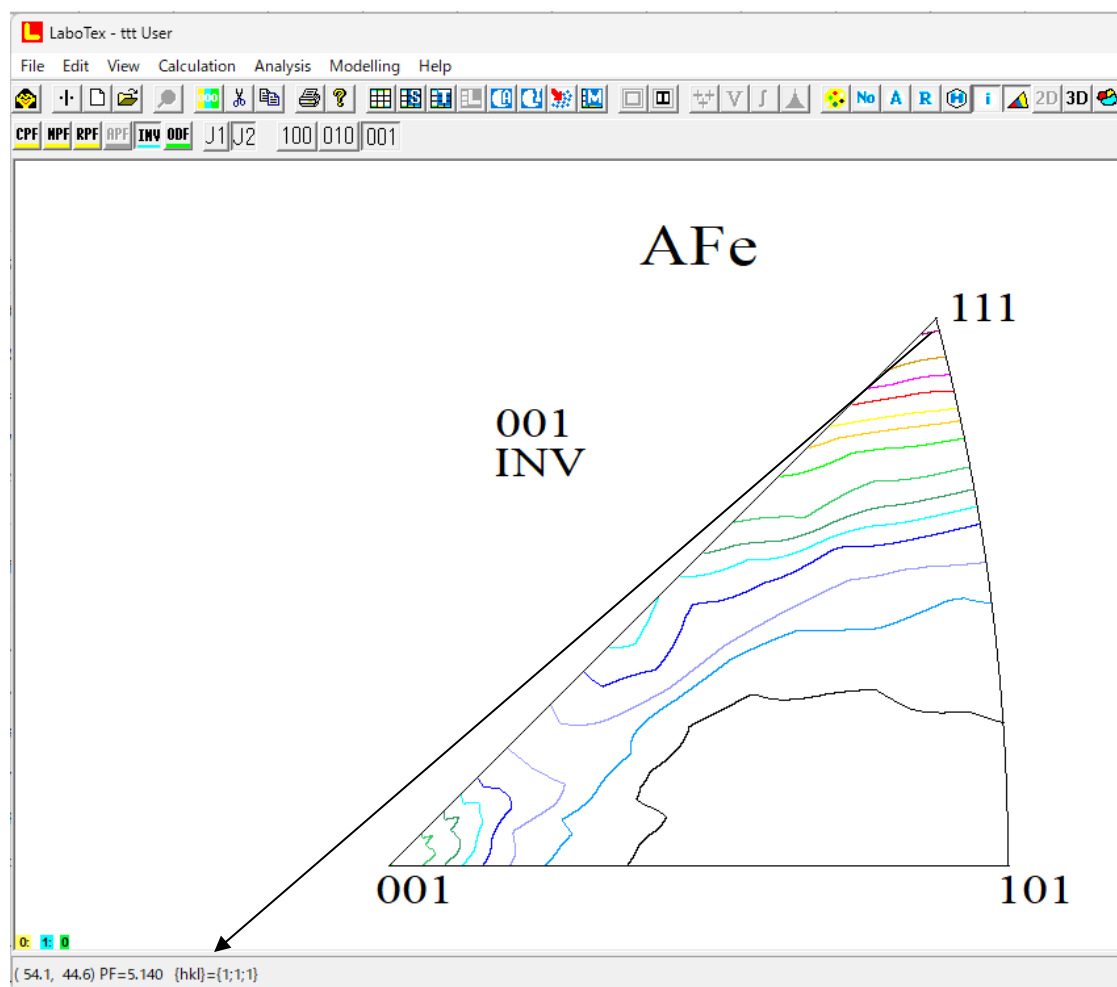 LaboTex - ttt User
File Edit View Calculation Analysis Modelling Help
No A R H i 2D 3D
CPF NPF RPF APF INV ODF J1 J2 100 010 001
AFe
111
001
INV
001
101
0: 1: 0
( 54.1, 44.6) PF=5.140 {hkl}={1;1;1}